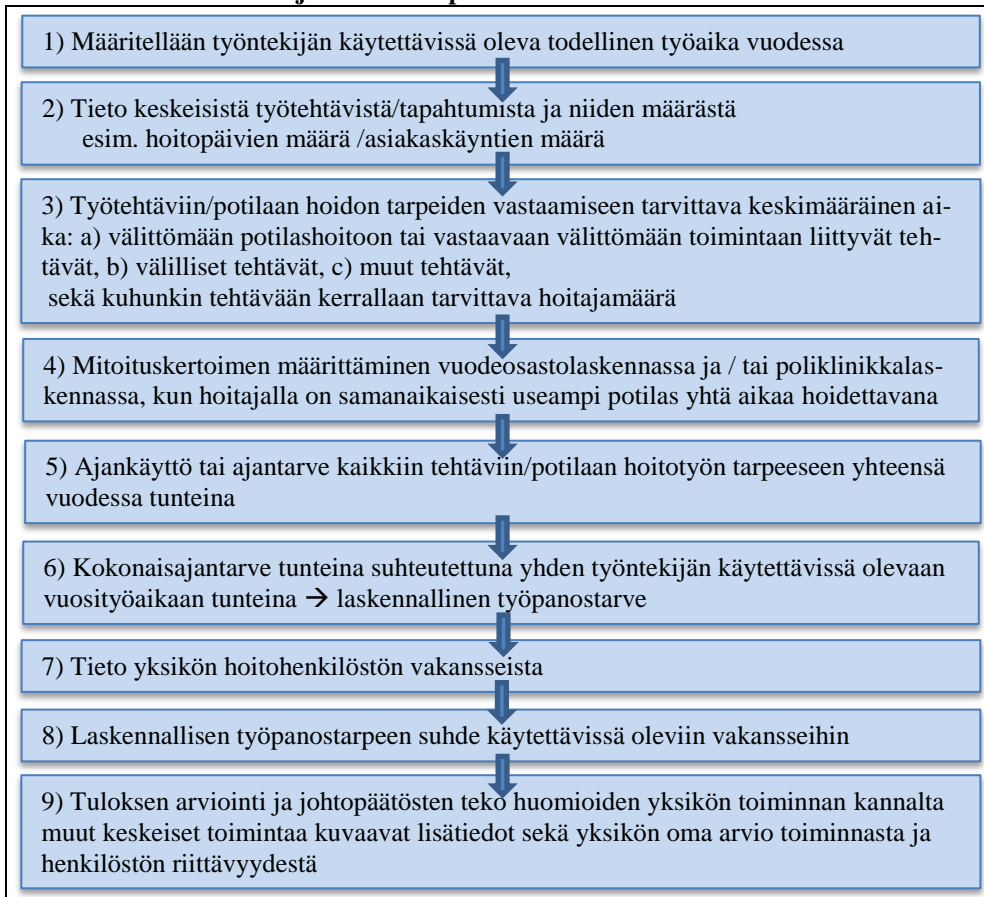 1) Määritellään työntekijän käytettävissä oleva todellinen työaika vuodessa
2) Tieto keskeisistä työtehtävistä/tapahtumista ja niiden määrästä
esim. hoitopäivien määrä /asiakaskäyntien määrä
3) Työtehtäviin/potilaan hoidon tarpeiden vastaamiseen tarvittava keskimääräinen ai-
ka: a) välittömään potilashoitoon tai vastaavaan välittömään toimintaan liittyvät teh-
tävät, b) välilliset tehtävät, c) muut tehtävät,
sekä kuhunkin tehtävään kerrallaan tarvittava hoitajamäärä
4) Mitoituskertoimen määrittäminen vuodeosastolaskennassa ja / tai poliklinikkalas-
kennassa, kun hoitajalla on samanaikaisesti useampi potilas yhtä aikaa hoidettavana
5) Ajankäyttö tai ajantarve kaikkiin tehtäviin/potilaan hoitotyön tarpeeseen yhteensä
vuodessa tunteina
6) Kokonaisajantarve tunteina suhteutettuna yhden työntekijän käytettävissä olevaan
vuosityöaikaan tunteina → laskennallinen työpanostarve
7) Tieto yksikön hoitohenkilöstön vakansseista
8) Laskennallisen työpanostarpeen suhde käytettävissä oleviin vakansseihin
9) Tuloksen arviointi ja johtopäätösten teko huomioiden yksikön toiminnan kannalta
muut keskeiset toimintaa kuvaavat lisätiedot sekä yksikön oma arvio toiminnasta ja
henkilöstön riittävyydestä